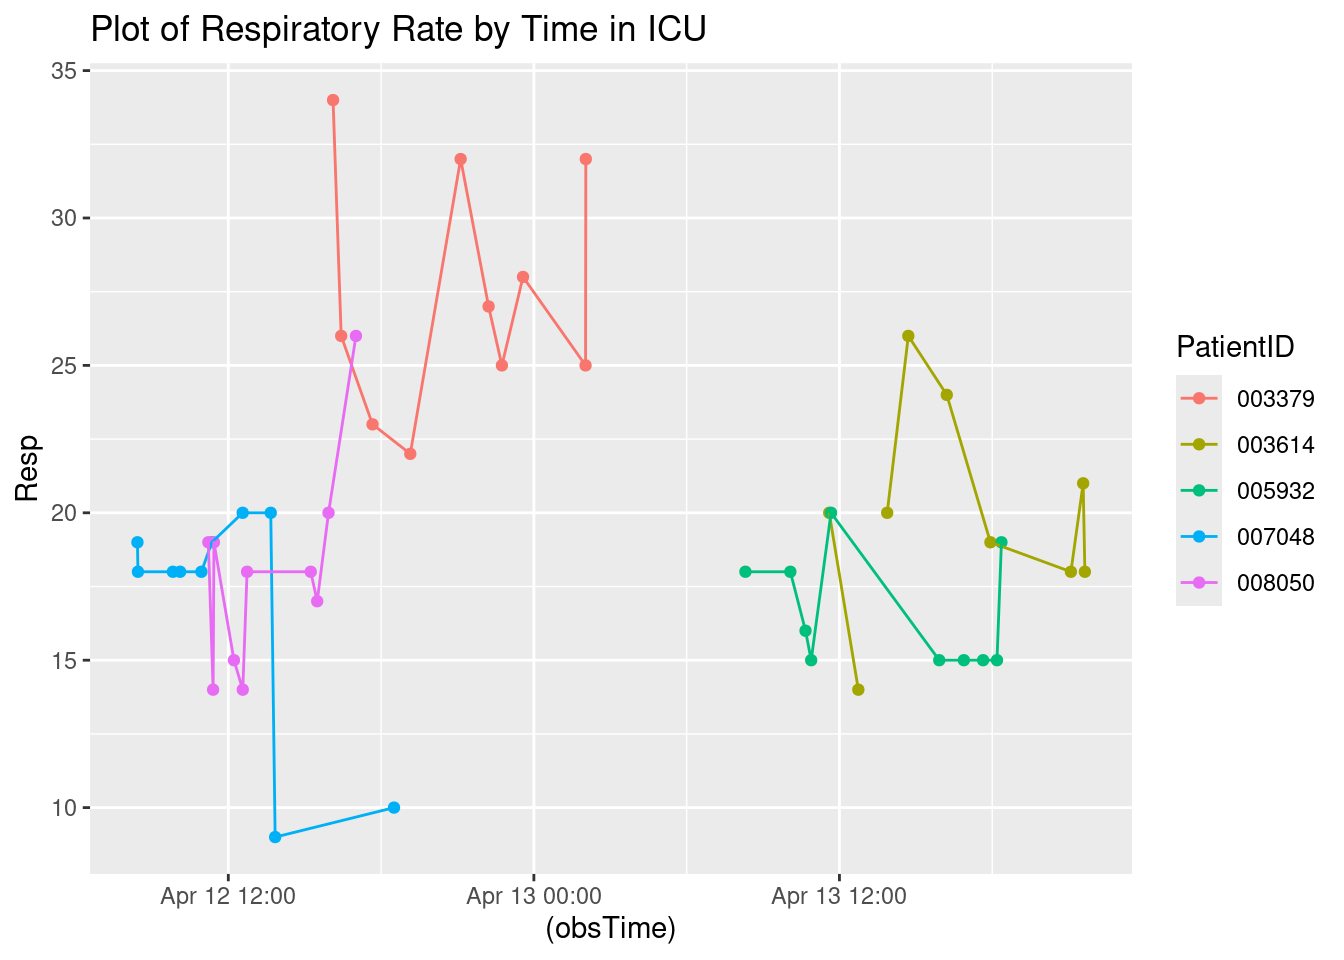 Plot of Respiratory Rate by Time in ICU
35
30
25
20
15
10
Resp
Apr 12 12:00
Apr 13 00:00
Apr 13 12:00
(obsTime)
PatientID
003379
003614
005932
007048
008050